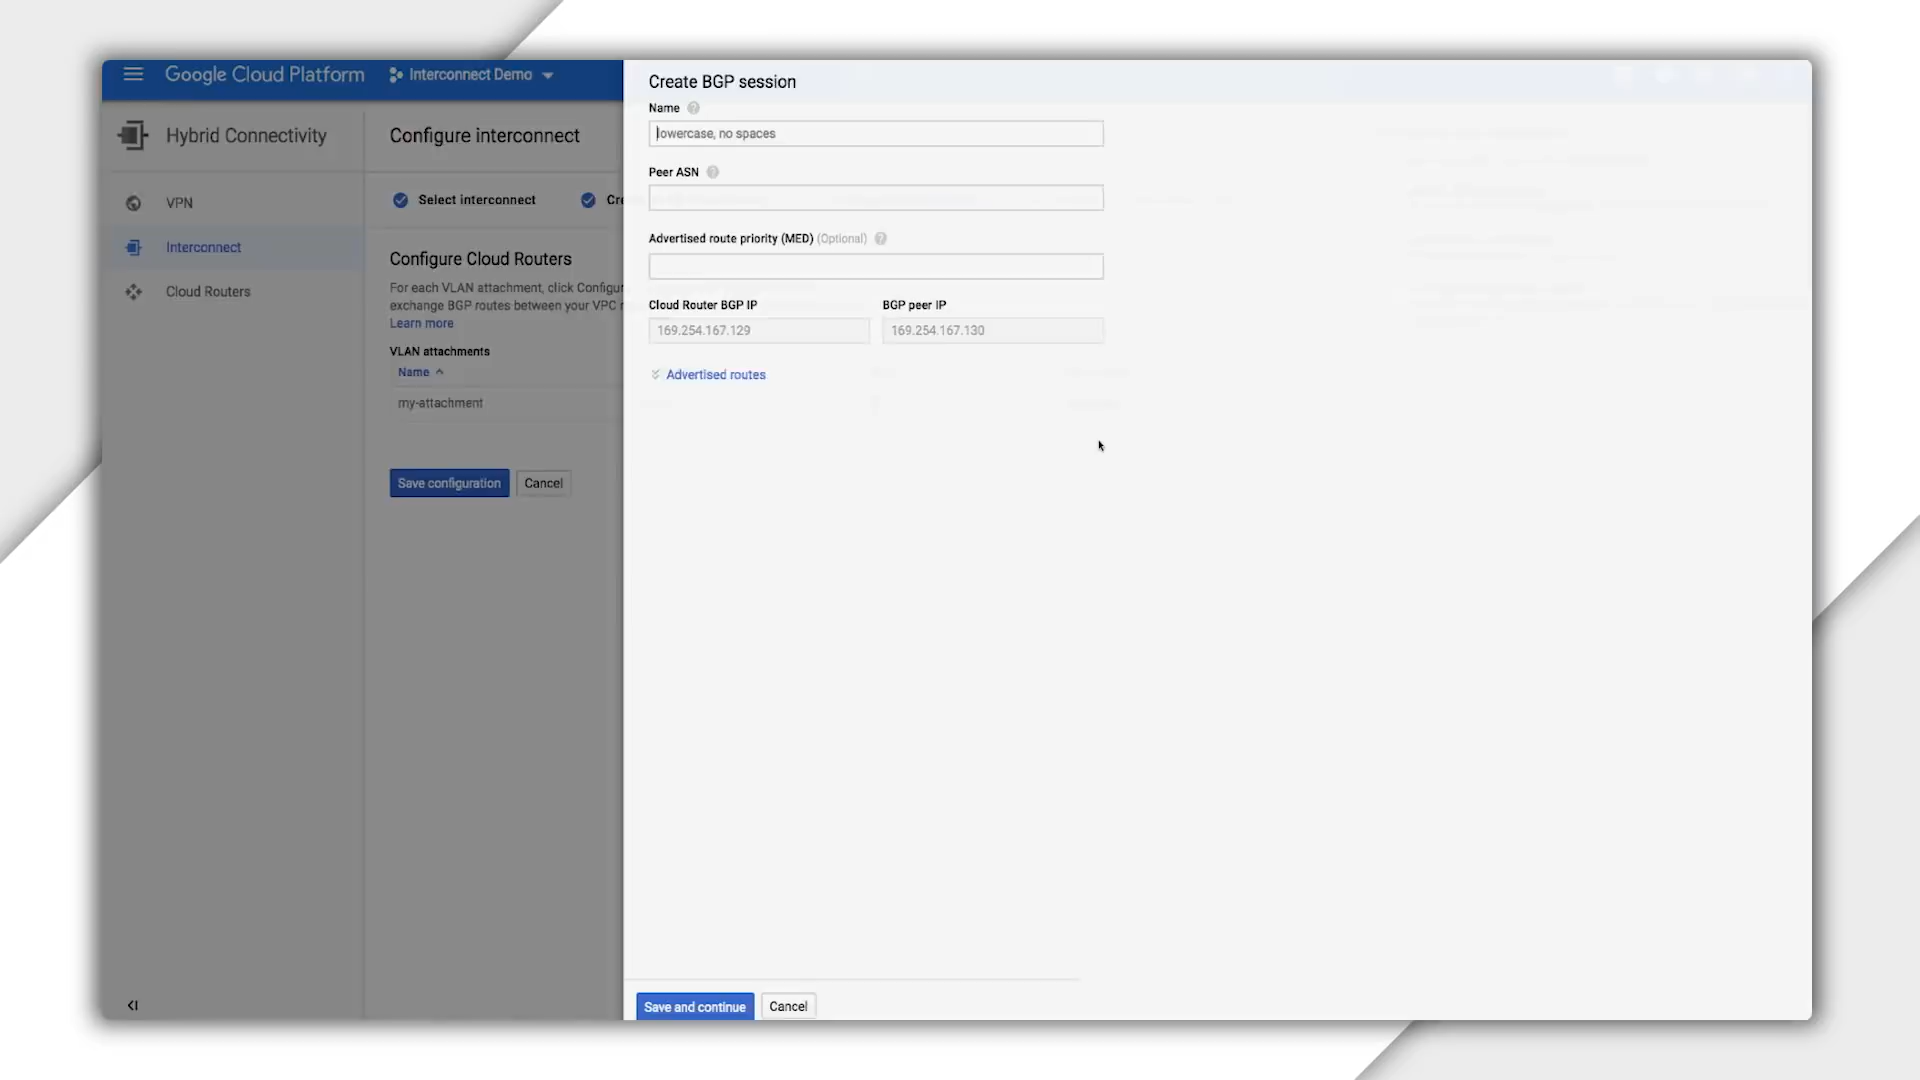 Google Cloud Platform
Interconnect Demo
Hybrid Connectivity
VPN
Interconnect
Cloud Routers
Configure interconnect
Select interconnect
Configure Cloud Routers
For each VLAN attachment, click
exchange BGP routes between your VPC
Learn more
VLAN attachments
Name
my-attachment
Save configuration
Cancel
Create BGP session
Name
lowercase, no spaces
Peer ASN
Advertised route priority (MED) (Optional)
Cloud Router BGP IP
BGP peer IP
169.254.167.129
169.254.167.130
Advertised routes
Save and continue
Cancel